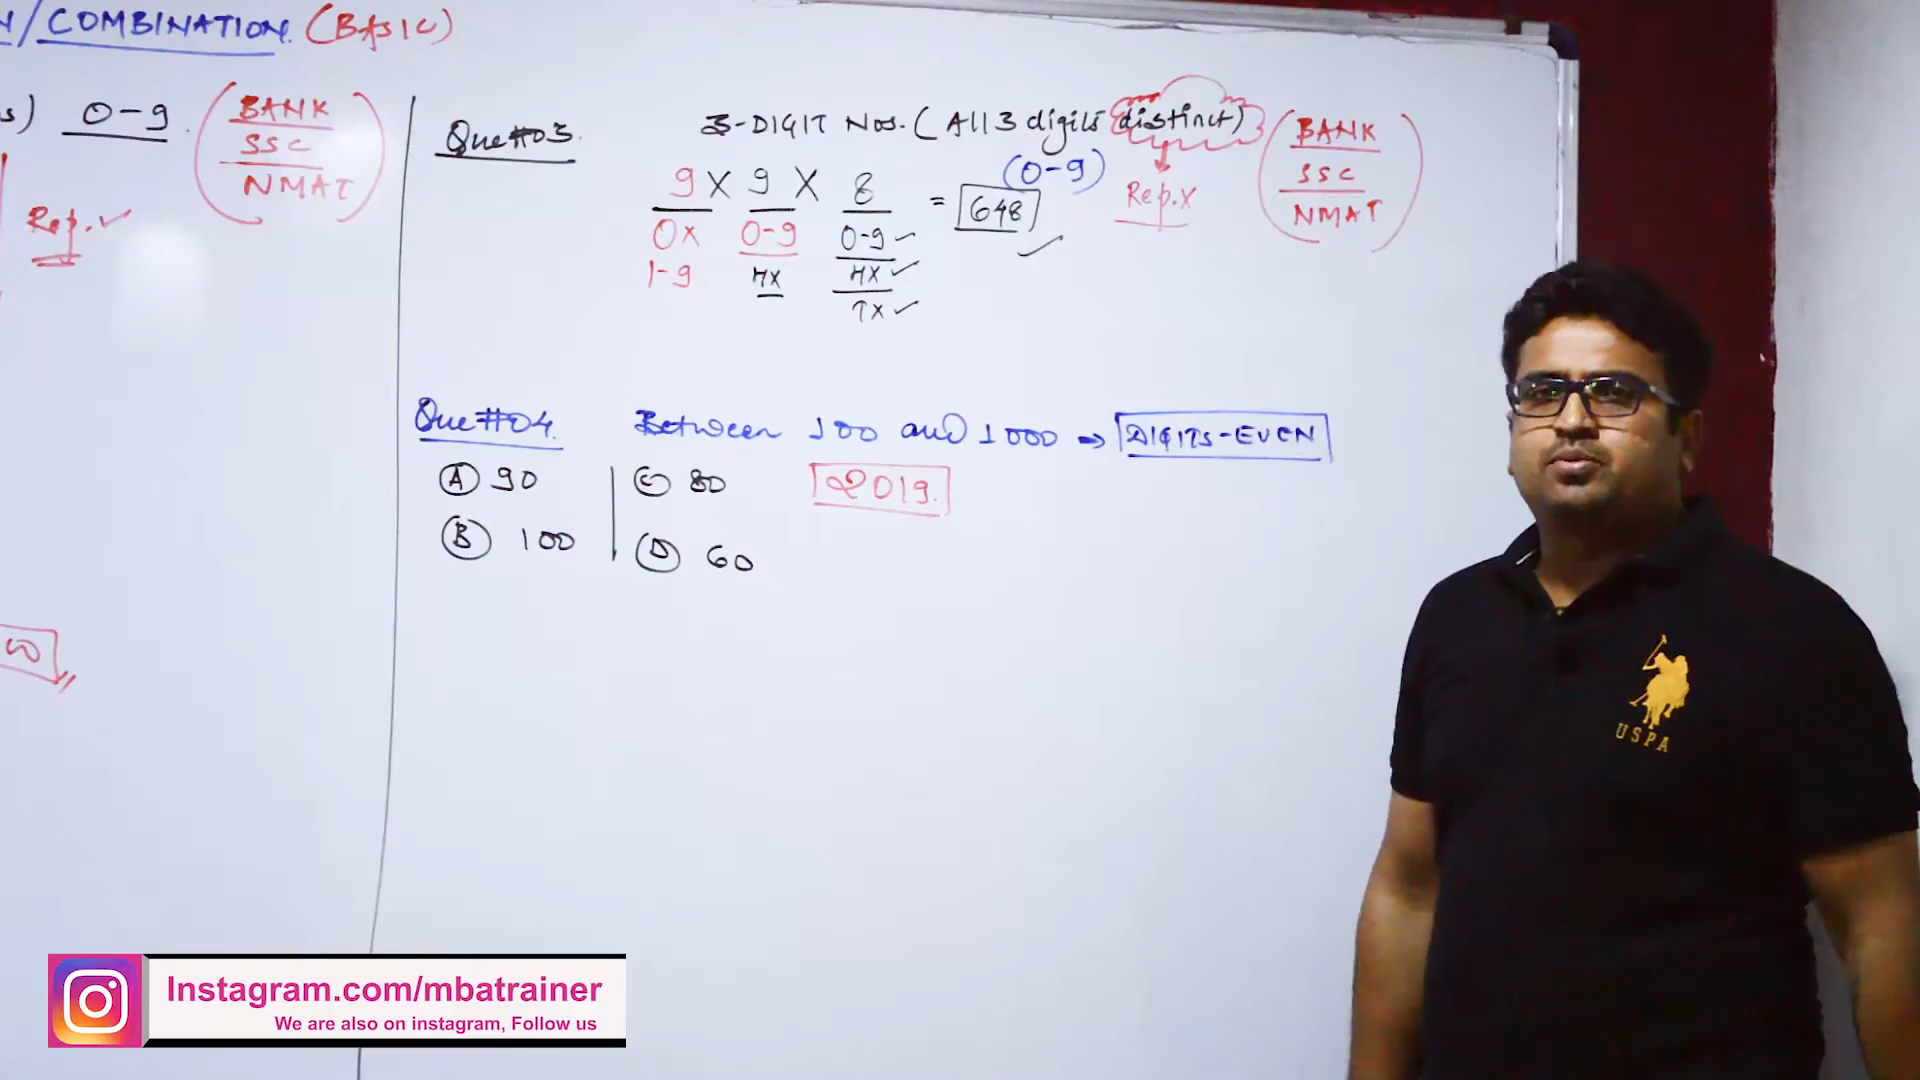 N/COMBINATION (BASIC)
s) 0-9
BANK
SSC
NMAT
Rep. ✓
Que#03.
3-DIGIT Nos. (All 3 digits distinct)
(0-9)
Rep.X
BANK
SSC
NMAT
9 X 9 X 8 = 648
0X 0-9 0-9 ✓
1-9 4X 4X ✓
7X ✓
Que#04.
Between 100 and 1000 → DIGITS-EVEN
A 90 C 80 2019.
B 100 D 60
USPA
Instagram.com/mbatrainer
We are also on instagram, Follow us